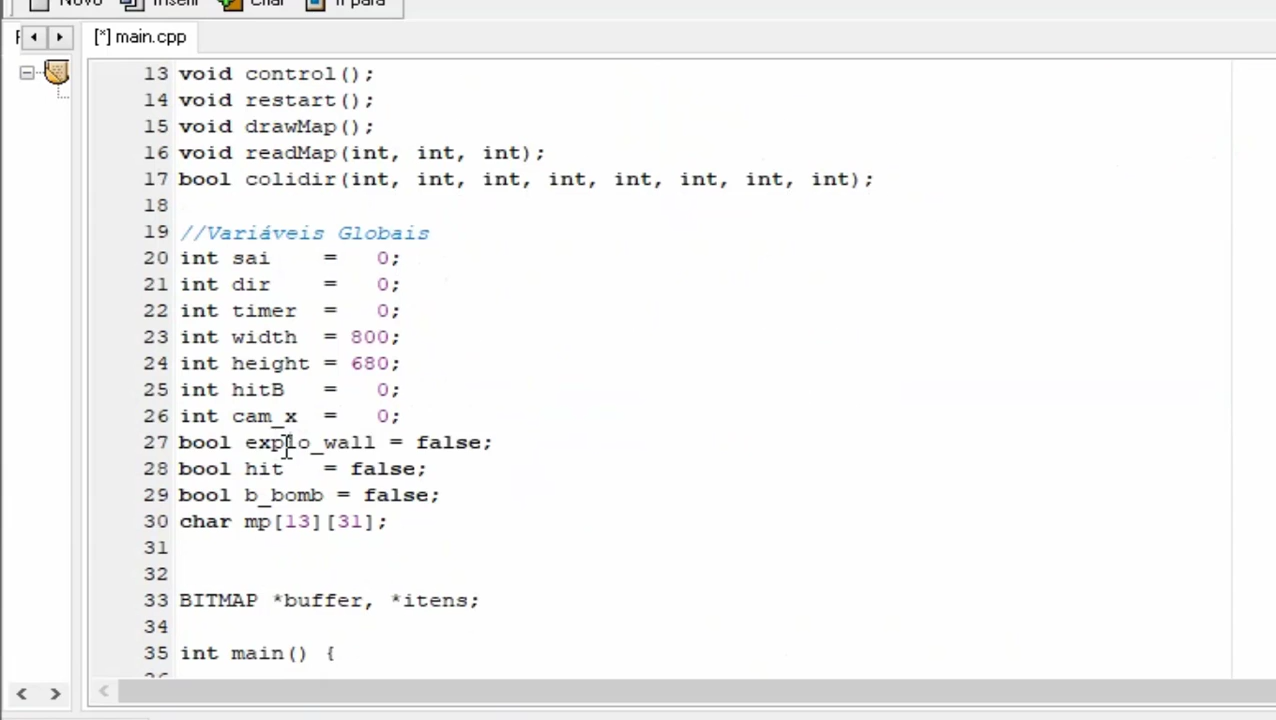 Novo Inserir Criar Ir para
[*] main.cpp
13 void control();
14 void restart();
15 void drawMap();
16 void readMap(int, int, int);
17 bool colidir(int, int, int, int, int, int, int, int);
18
19 //Variáveis Globais
20 int sai = 0;
21 int dir = 0;
22 int timer = 0;
23 int width = 800;
24 int height = 680;
25 int hitB = 0;
26 int cam_x = 0;
27 bool explo_wall = false;
28 bool hit = false;
29 bool b_bomb = false;
30 char mp[13][31];
31
32
33 BITMAP *buffer, *itens;
34
35 int main() {